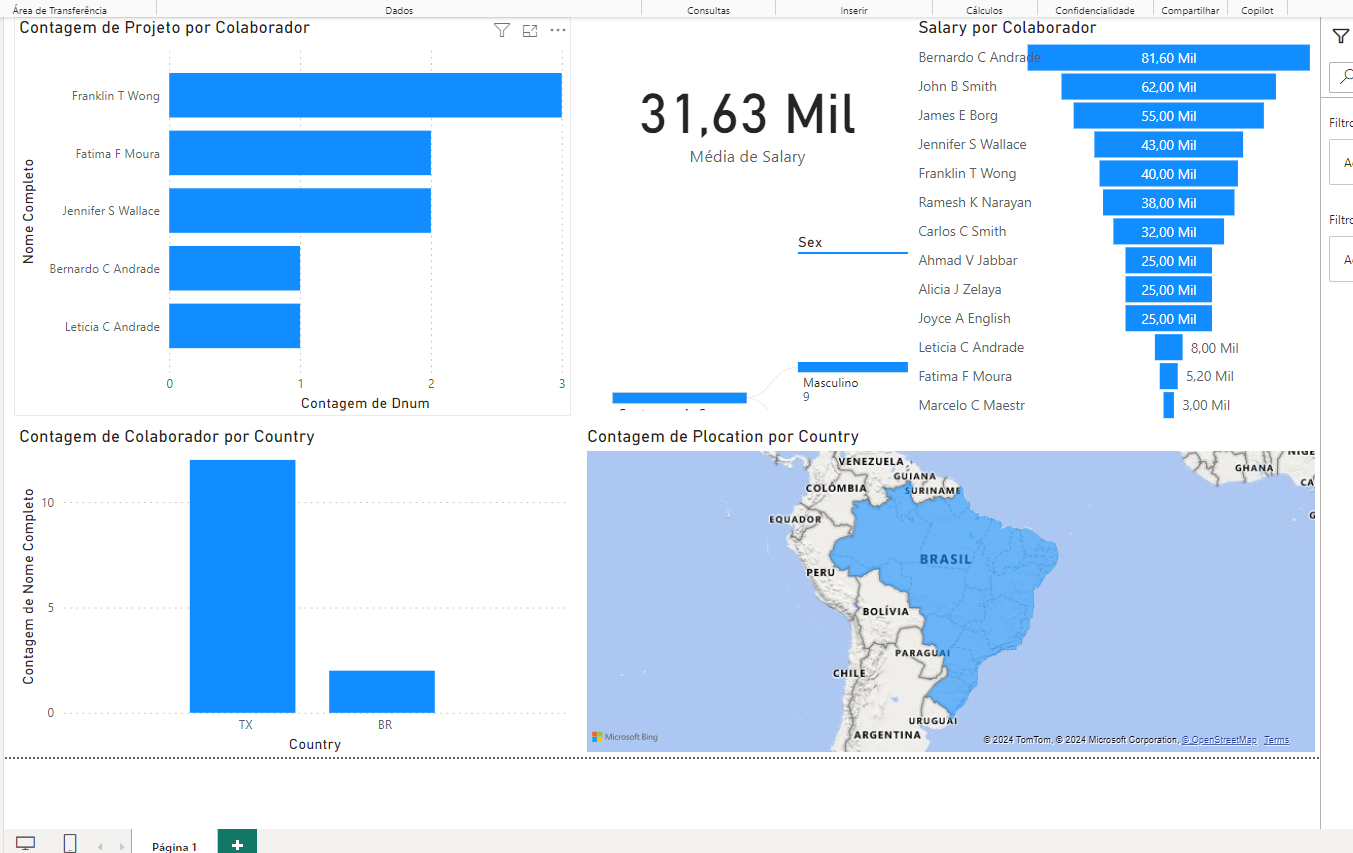 Área de Transferência
Dados
Consultas
Inserir
Cálculos
Confidencialidade
Compartilhar
Copilot
Contagem de Projeto por Colaborador
Nome Completo
Franklin T Wong
Fatima F Moura
Jennifer S Wallace
Bernardo C Andrade
Leticia C Andrade
0
1
2
3
Contagem de Dnum
31,63 Mil
Média de Salary
Sex
Masculino
9
Salary por Colaborador
Bernardo C Andrade 81,60 Mil
John B Smith 62,00 Mil
James E Borg 55,00 Mil
Jennifer S Wallace 43,00 Mil
Franklin T Wong 40,00 Mil
Ramesh K Narayan 38,00 Mil
Carlos C Smith 32,00 Mil
Ahmad V Jabbar 25,00 Mil
Alicia J Zelaya 25,00 Mil
Joyce A English 25,00 Mil
Leticia C Andrade 8,00 Mil
Fatima F Moura 5,20 Mil
Marcelo C Maestr 3,00 Mil
Filtro
Filtro
Contagem de Colaborador por Country
Contagem de Nome Completo
10
5
0
TX
BR
Country
Contagem de Plocation por Country
VENEZUELA
GUIANA
COLÔMBIA
SURINAME
EQUADOR
BRASIL
PERU
BOLÍVIA
PARAGUAI
CHILE
URUGUAI
ARGENTINA
GHANA
Microsoft Bing
© 2024 TomTom, © 2024 Microsoft Corporation, © OpenStreetMap Terms
Página 1